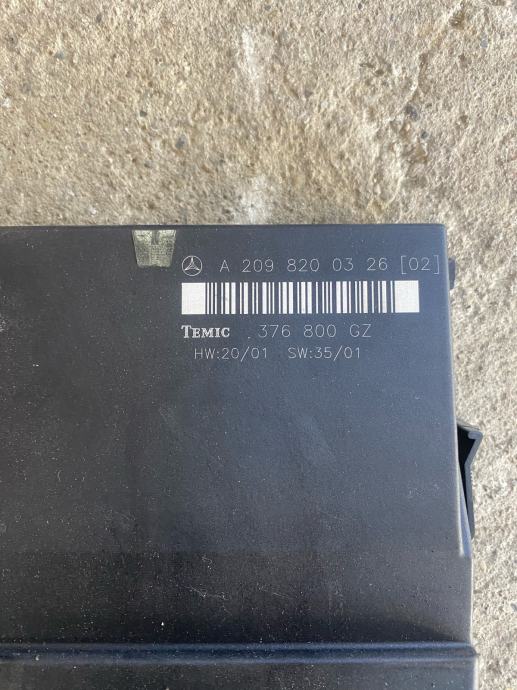 A 209 820 03 26 [02]
TEMIC .376 800 GZ
HW:20/01 SW:35/01